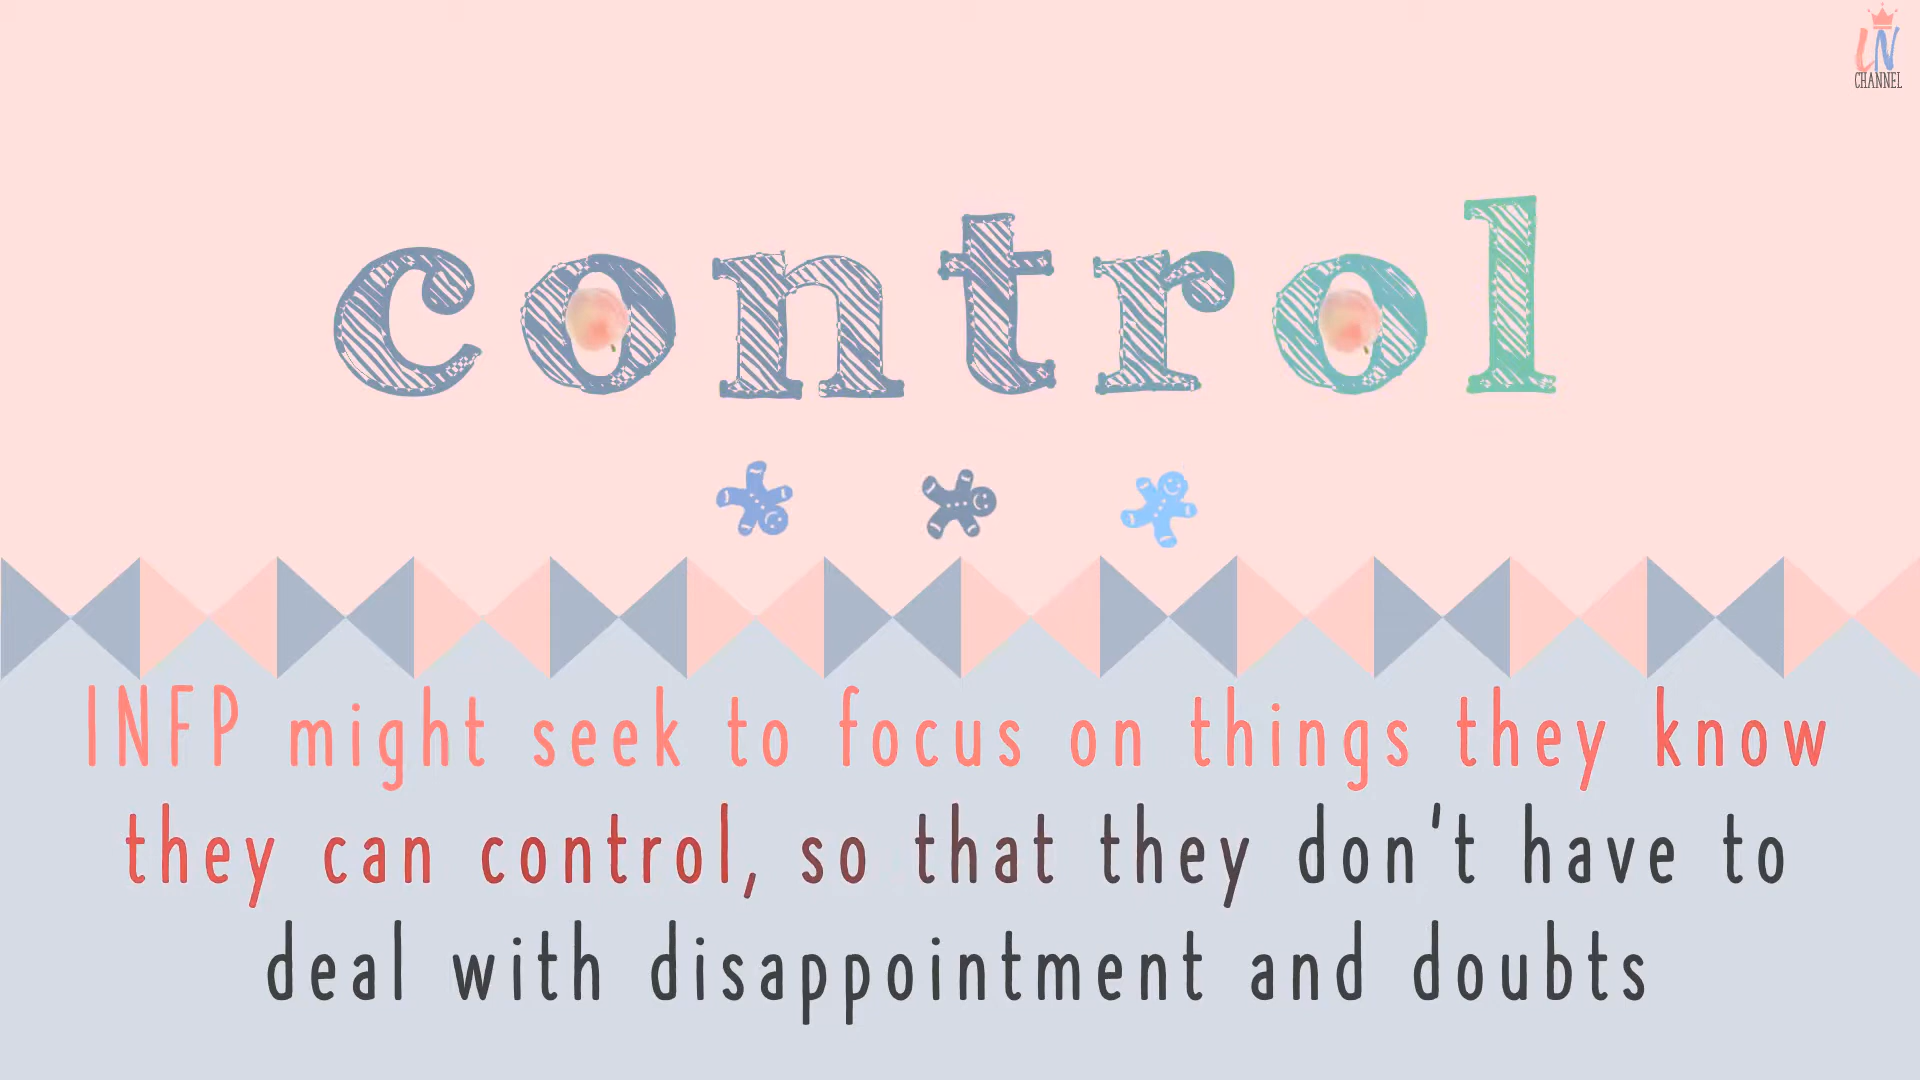 LN
CHANNEL
control
INFP might seek to focus on things they know
they can control, so that they don't have to
deal with disappointment and doubts